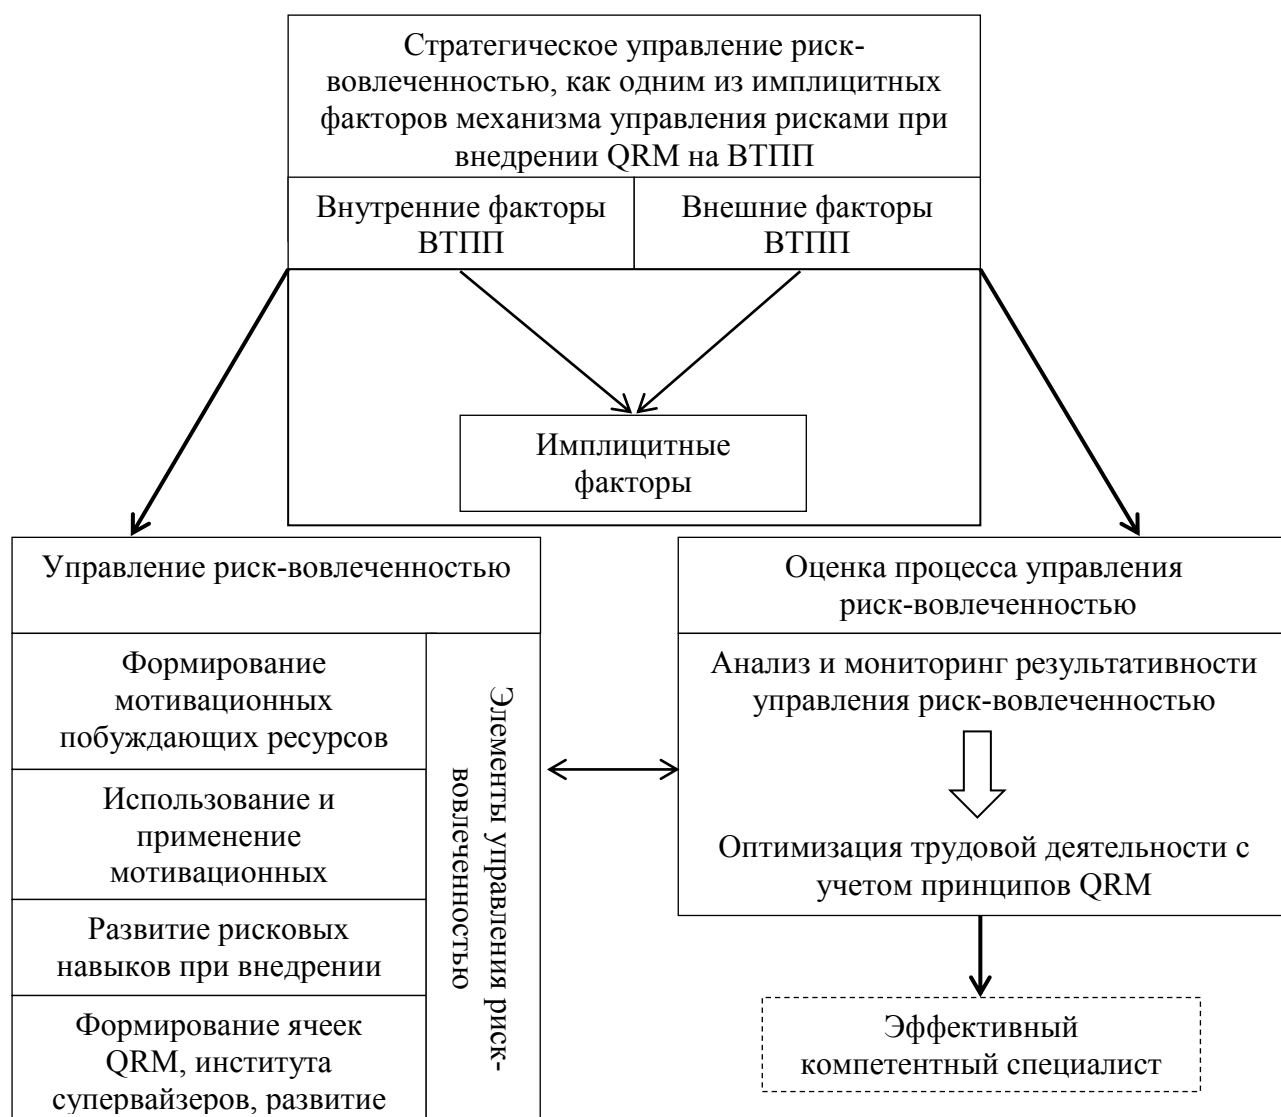 Стратегическое управление риск-
вовлеченностью, как одним из имплицитных
факторов механизма управления рисками при
внедрении QRM на ВТПП
Внутренние факторы
ВТПП
Внешние факторы
ВТПП
Имплицитные
факторы
Управление риск-вовлеченностью
Формирование
мотивационных
побуждающих ресурсов
Использование и
применение
мотивационных
Развитие рисковых
навыков при внедрении
Формирование ячеек
QRM, института
супервайзеров, развитие
Элементы управления риск-
вовлеченностью
Оценка процесса управления
риск-вовлеченностью
Анализ и мониторинг результативности
управления риск-вовлеченностью
Оптимизация трудовой деятельности с
учетом принципов QRM
Эффективный
компетентный специалист